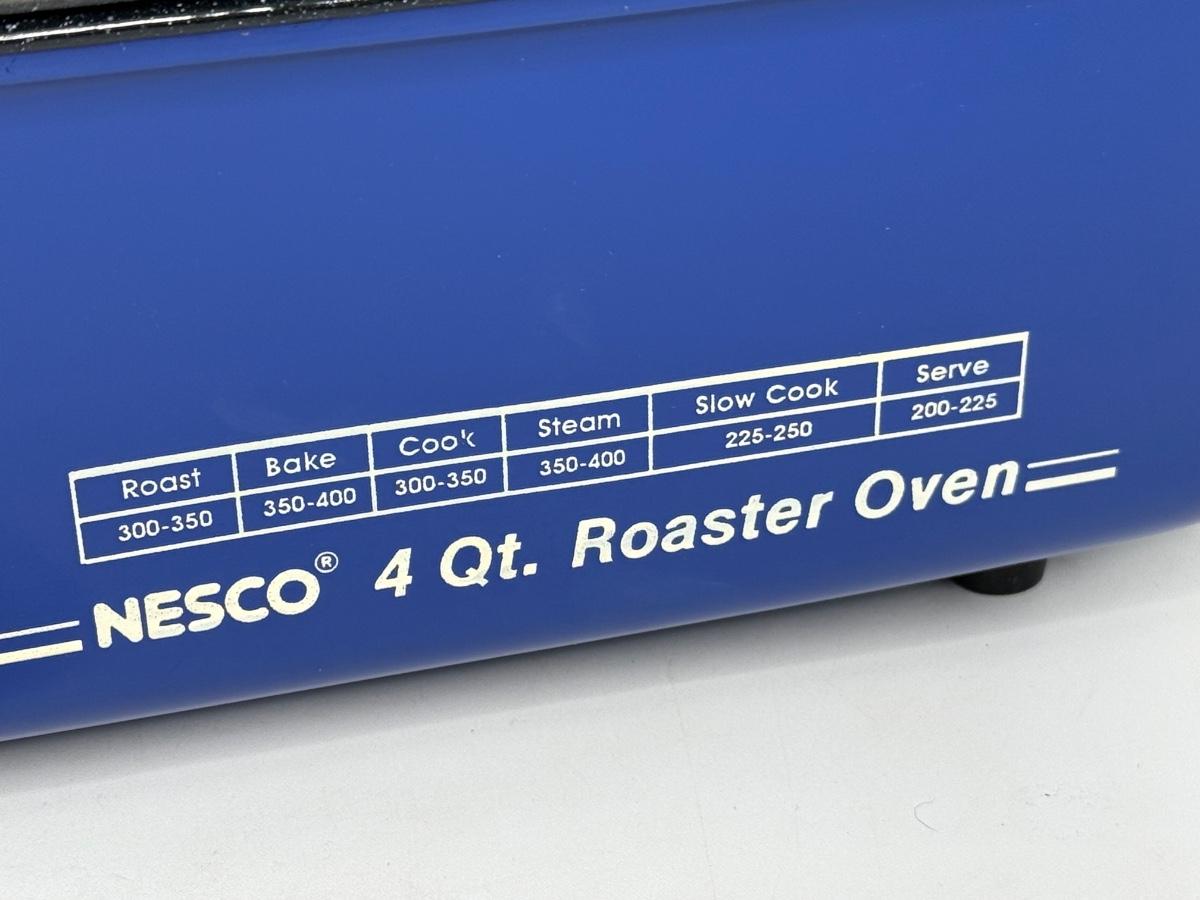 Roast Bake Cook Steam Slow Cook Serve
300-350 350-400 300-350 350-400 225-250 200-225
NESCO® 4 Qt. Roaster Oven